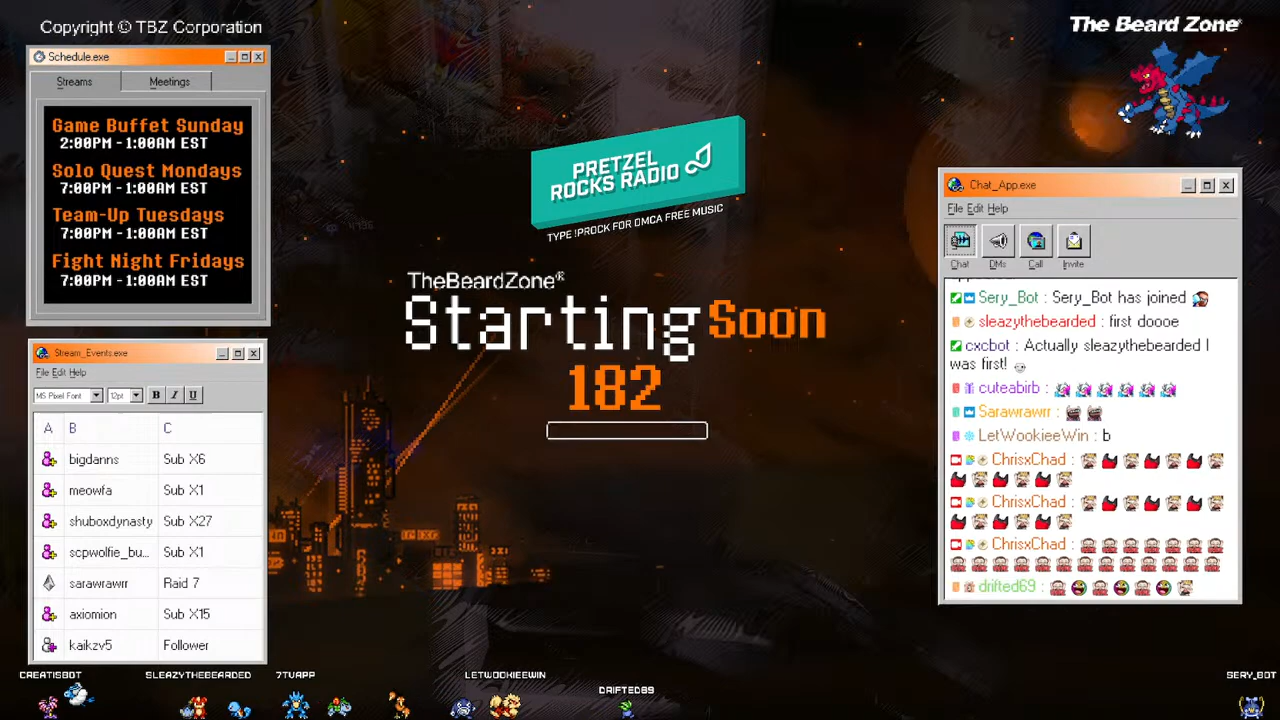 Copyright © TBZ Corporation
The Beard Zone®
Schedule.exe
Streams
Meetings
Game Buffet Sunday
2:00PM - 1:00AM EST
Solo Quest Mondays
7:00PM - 1:00AM EST
Team-Up Tuesdays
7:00PM - 1:00AM EST
Fight Night Fridays
7:00PM - 1:00AM EST
PRETZEL
ROCKS RADIO
TYPE !PROCK FOR DMCA FREE MUSIC
TheBeardZone®
Starting Soon
182
Stream_Events.exe
File Edit Help
MS Pixel Font 12pt B I U
A B C
bigdanns Sub X6
meowfa Sub X1
shuboxdynasty Sub X27
scpwolfie_bu... Sub X1
sarawrawrr Raid 7
axiomion Sub X15
kaikzv5 Follower
Chat_App.exe
File Edit Help
Chat DMs Call Invite
Sery_Bot : Sery_Bot has joined
sleazythebearded : first doooe
cxcbot : Actually sleazythebearded I
was first!
cuteabirb :
Sarawrawrr :
LetWookieeWin : b
ChrisxChad :
ChrisxChad :
ChrisxChad :
drifted69 :
CREATISBOT
SLEAZYTHEBEARDED
7TVAPP
LETWOOKIEEWIN
DRIFTED69
SERY_BOT